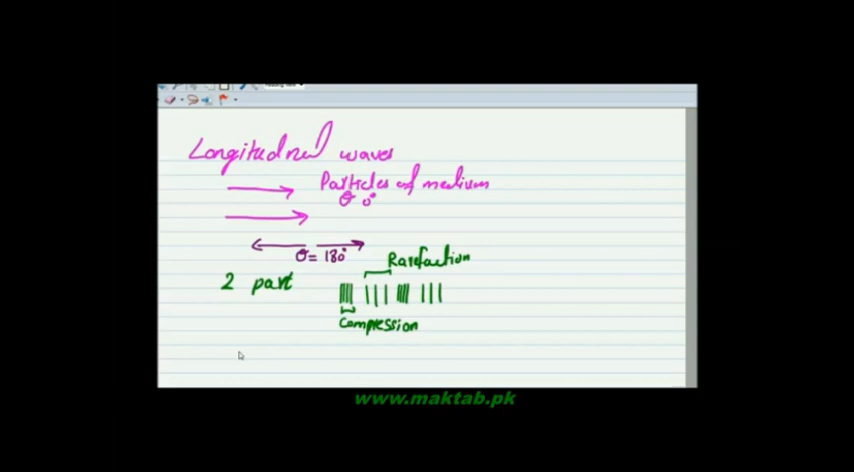 Longitudnal waves
Particles of medium
θ 0°
θ = 180°
Rarefaction
2 part
Compression
www.maktab.pk